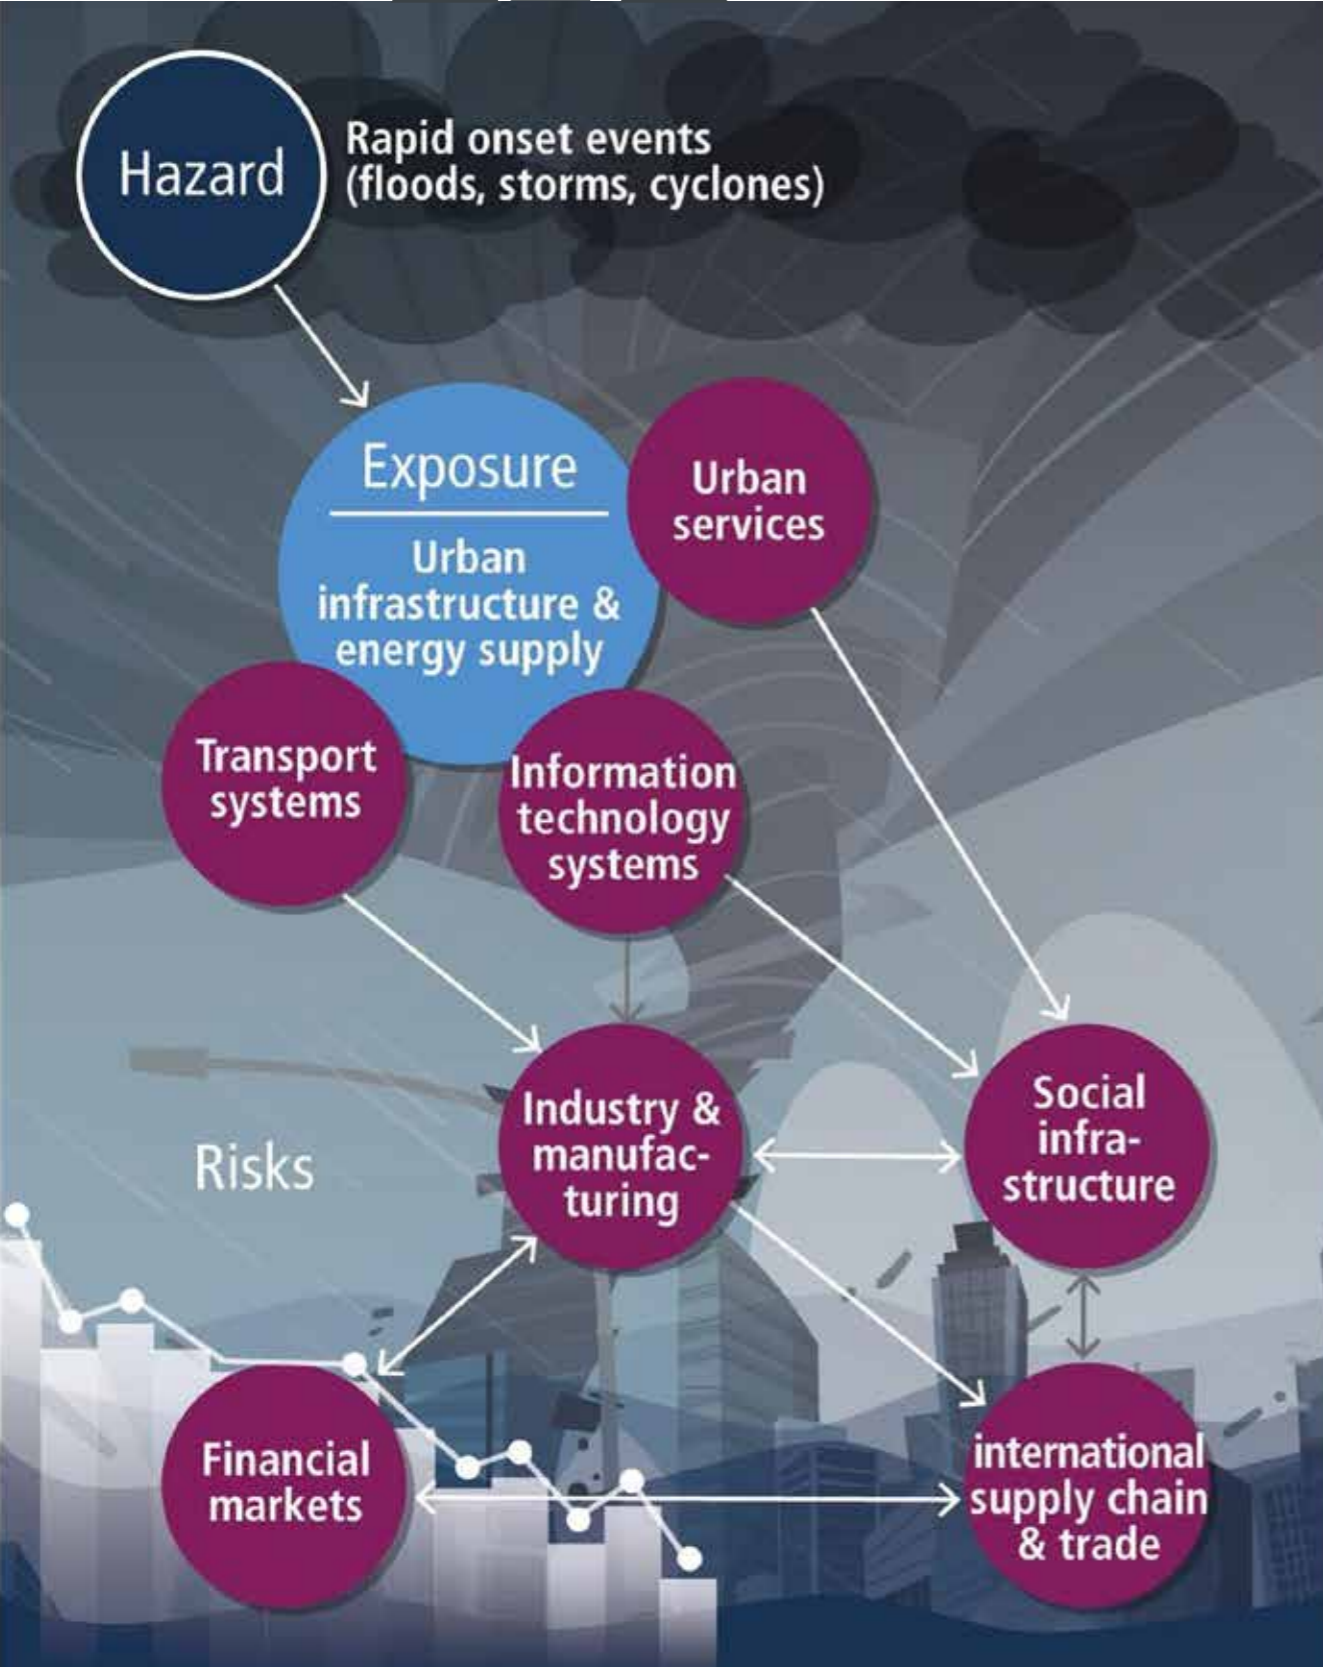 Hazard
Rapid onset events
(floods, storms, cyclones)
Exposure
Urban
infrastructure &
energy supply
Urban
services
Transport
systems
Information
technology
systems
Industry &
manufac-
turing
Social
infra-
structure
Risks
Financial
markets
international
supply chain
& trade